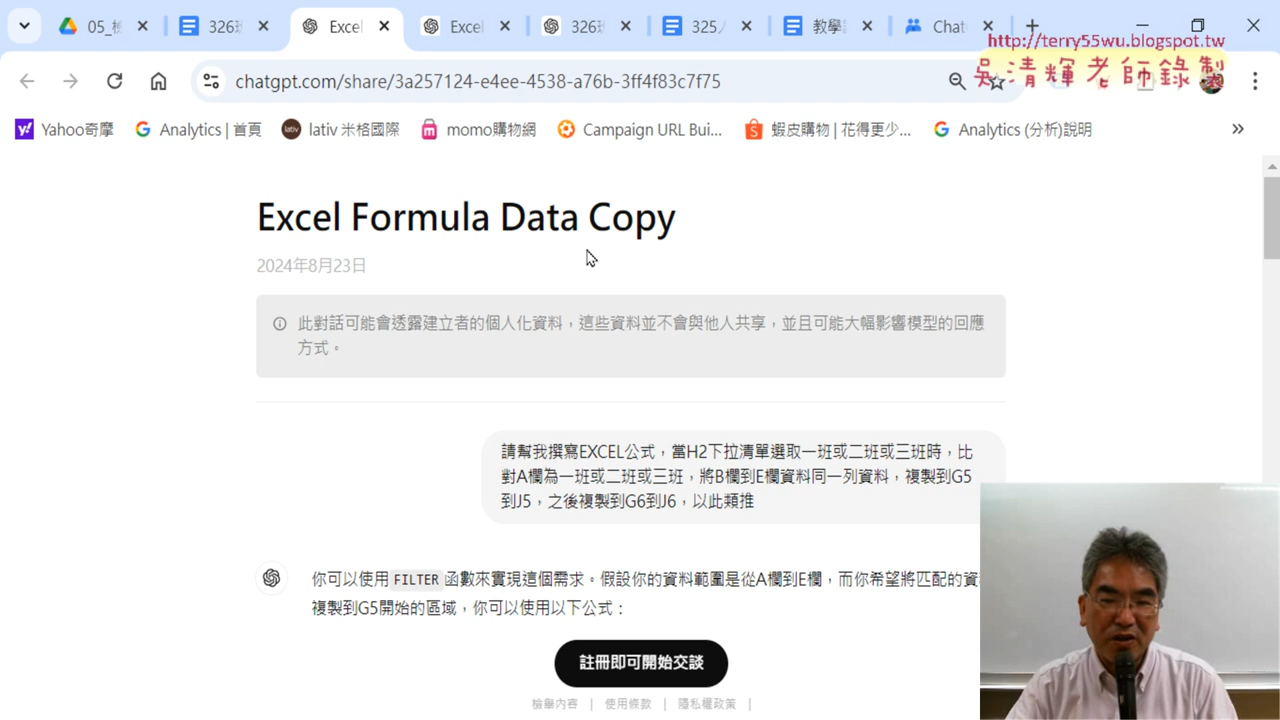 05_
326
Excel
Excel
326
325
教學
Chat
http://terry55wu.blogspot.tw
吳清輝老師錄製
chatgpt.com/share/3a257124-e4ee-4538-a76b-3ff4f83c7f75
Yahoo奇摩
Analytics | 首頁
lativ 米格國際
momo購物網
Campaign URL Bui...
蝦皮購物 | 花得更少...
Analytics (分析)說明
Excel Formula Data Copy
2024年8月23日
此對話可能會透露建立者的個人化資料，這些資料並不會與他人共享，並且可能大幅影響模型的回應
方式。
請幫我撰寫EXCEL公式，當H2下拉清單選取一班或二班或三班時，比
對A欄為一班或二班或三班，將B欄到E欄資料同一列資料，複製到G5
到J5，之後複製到G6到J6，以此類推
你可以使用 FILTER 函數來實現這個需求。假設你的資料範圍是從A欄到E欄，而你希望將匹配的資
複製到G5開始的區域，你可以使用以下公式：
註冊即可開始交談
檢舉內容 | 使用條款 | 隱私權政策 |